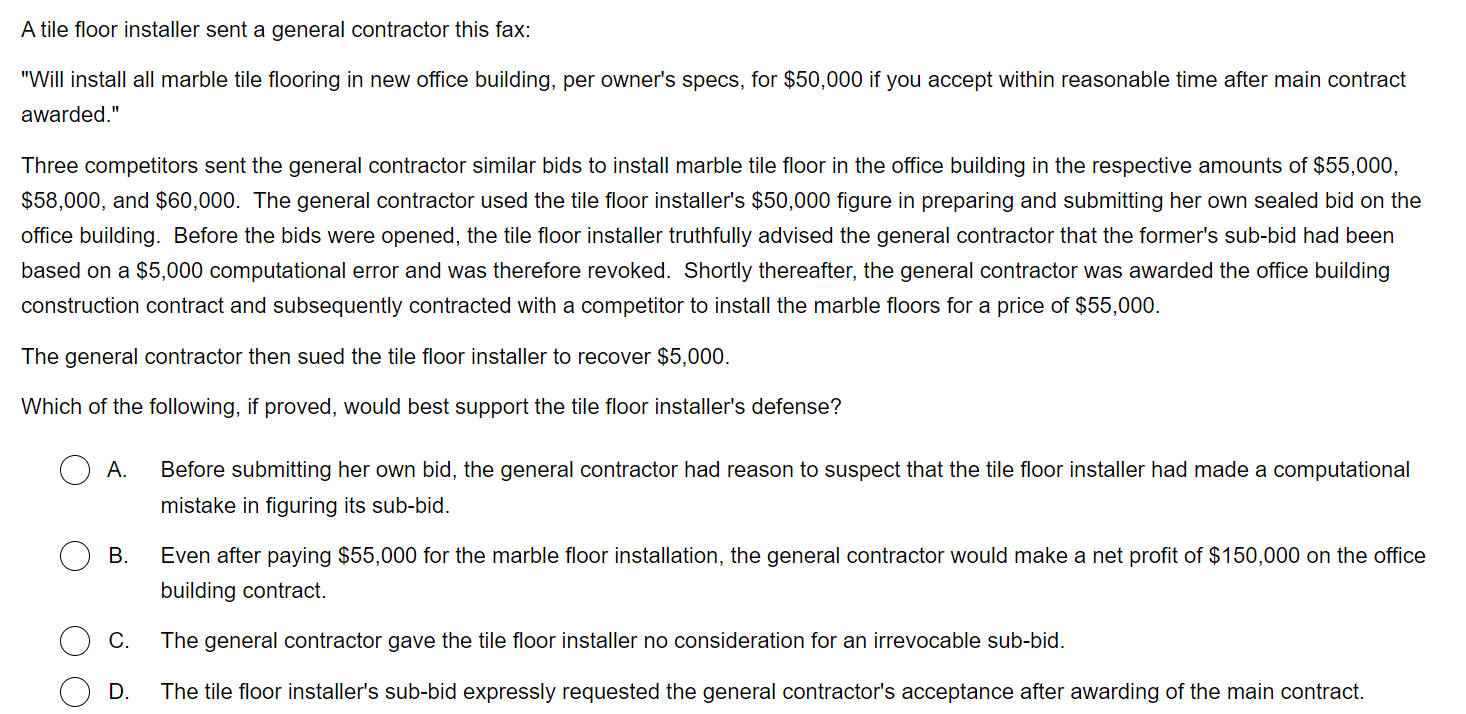 A tile floor installer sent a general contractor this fax:
"Will install all marble tile flooring in new office building, per owner's specs, for $50,000 if you accept within reasonable time after main contract
awarded."
Three competitors sent the general contractor similar bids to install marble tile floor in the office building in the respective amounts of $55,000,
$58,000, and $60,000.  The general contractor used the tile floor installer's $50,000 figure in preparing and submitting her own sealed bid on the
office building.  Before the bids were opened, the tile floor installer truthfully advised the general contractor that the former's sub-bid had been
based on a $5,000 computational error and was therefore revoked.  Shortly thereafter, the general contractor was awarded the office building
construction contract and subsequently contracted with a competitor to install the marble floors for a price of $55,000.
The general contractor then sued the tile floor installer to recover $5,000.
Which of the following, if proved, would best support the tile floor installer's defense?
A. Before submitting her own bid, the general contractor had reason to suspect that the tile floor installer had made a computational
mistake in figuring its sub-bid.
B. Even after paying $55,000 for the marble floor installation, the general contractor would make a net profit of $150,000 on the office
building contract.
C. The general contractor gave the tile floor installer no consideration for an irrevocable sub-bid.
D. The tile floor installer's sub-bid expressly requested the general contractor's acceptance after awarding of the main contract.